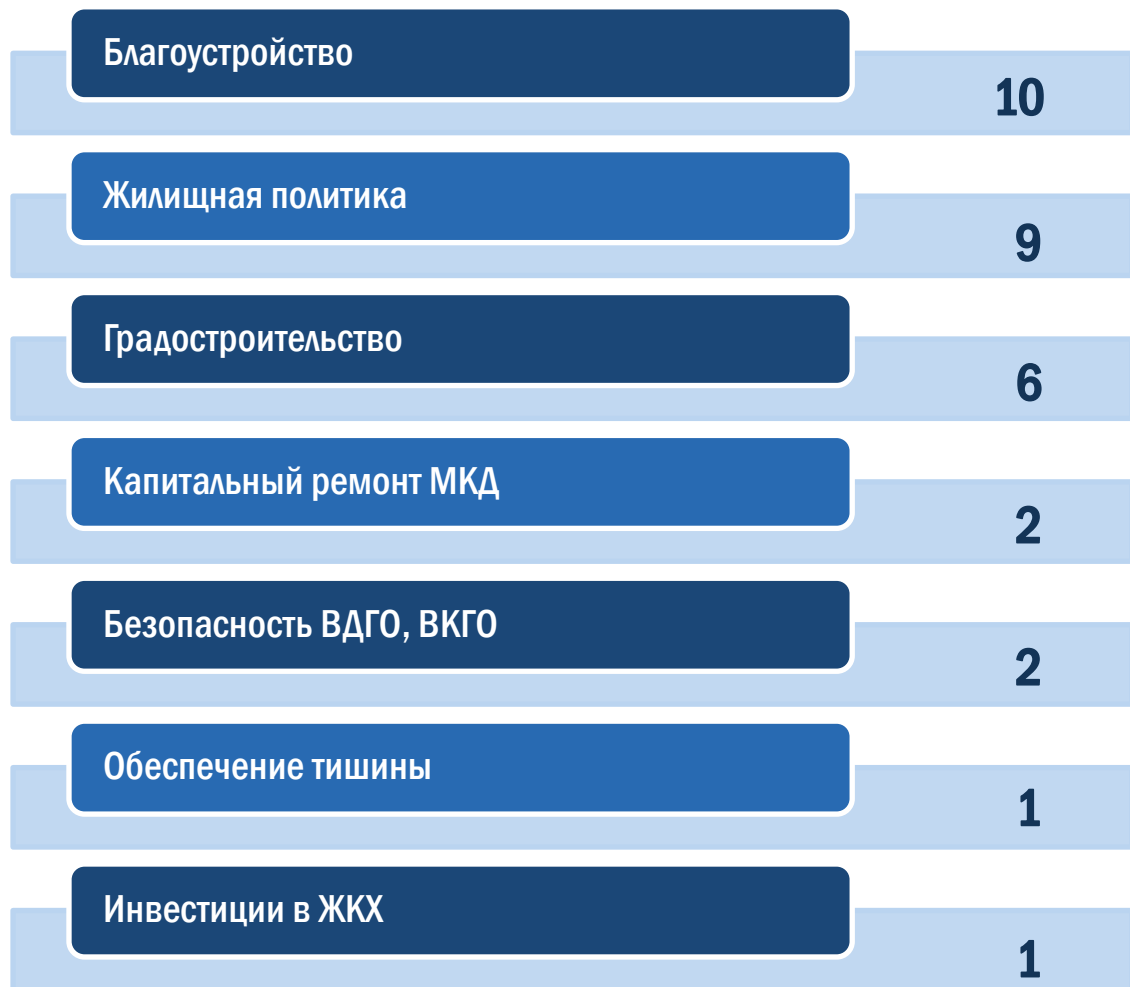 Благоустройство
10
Жилищная политика
9
Градостроительство
6
Капитальный ремонт МКД
2
Безопасность ВДГО, ВКГО
2
Обеспечение тишины
1
Инвестиции в ЖКХ
1